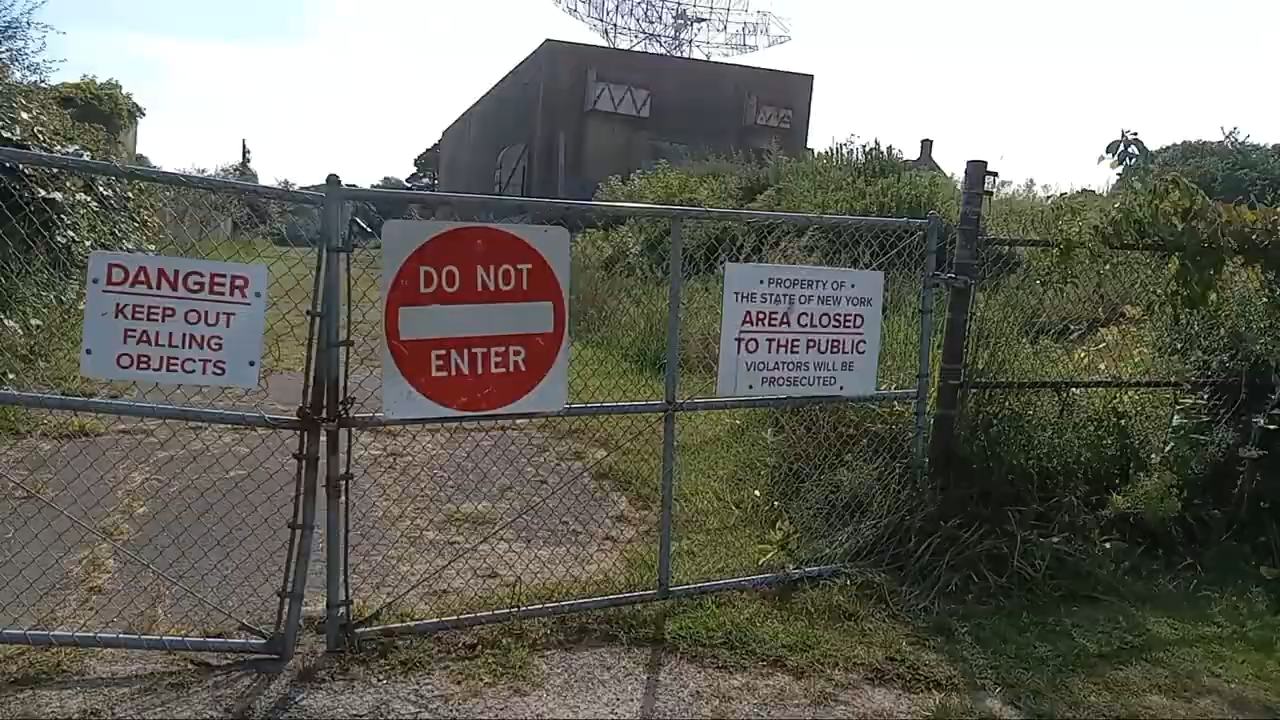 DANGER
KEEP OUT
FALLING
OBJECTS
DO NOT
ENTER
• PROPERTY OF •
THE STATE OF NEW YORK
AREA CLOSED
TO THE PUBLIC
VIOLATORS WILL BE
PROSECUTED